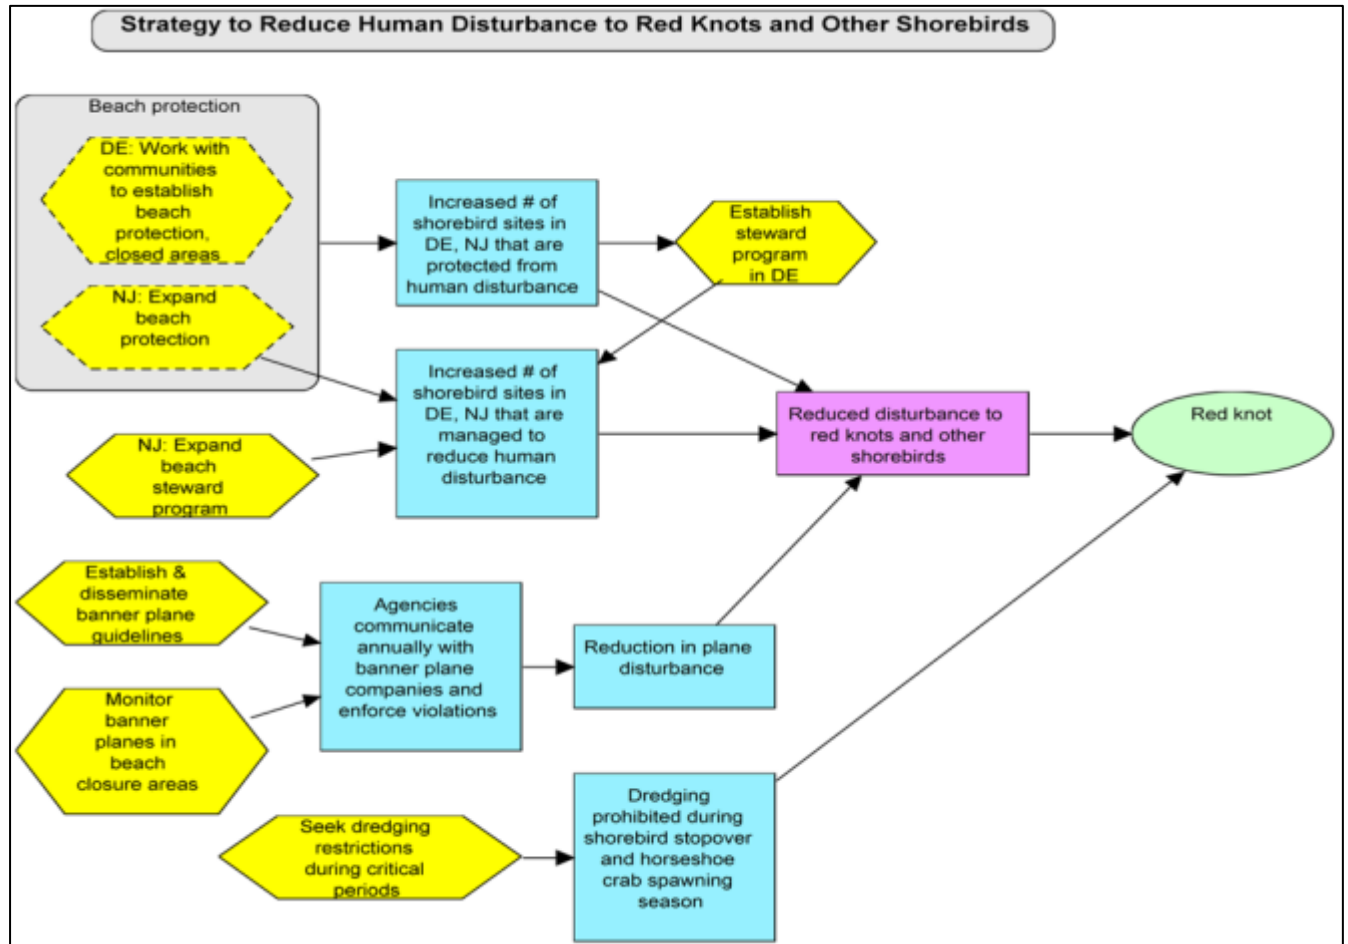 Strategy to Reduce Human Disturbance to Red Knots and Other Shorebirds
Beach protection
DE: Work with
communities
to establish
beach
protection,
closed areas
NJ: Expand
beach
protection
Increased # of
shorebird sites in
DE, NJ that are
protected from
human disturbance
Establish
steward
program
in DE
Increased # of
shorebird sites in
DE, NJ that are
managed to
reduce human
disturbance
NJ: Expand
beach
steward
program
Reduced disturbance to
red knots and other
shorebirds
Red knot
Establish &
disseminate
banner plane
guidelines
Monitor
banner
planes in
beach
closure areas
Agencies
communicate
annually with
banner plane
companies and
enforce violations
Reduction in plane
disturbance
Seek dredging
restrictions
during critical
periods
Dredging
prohibited during
shorebird stopover
and horseshoe
crab spawning
season